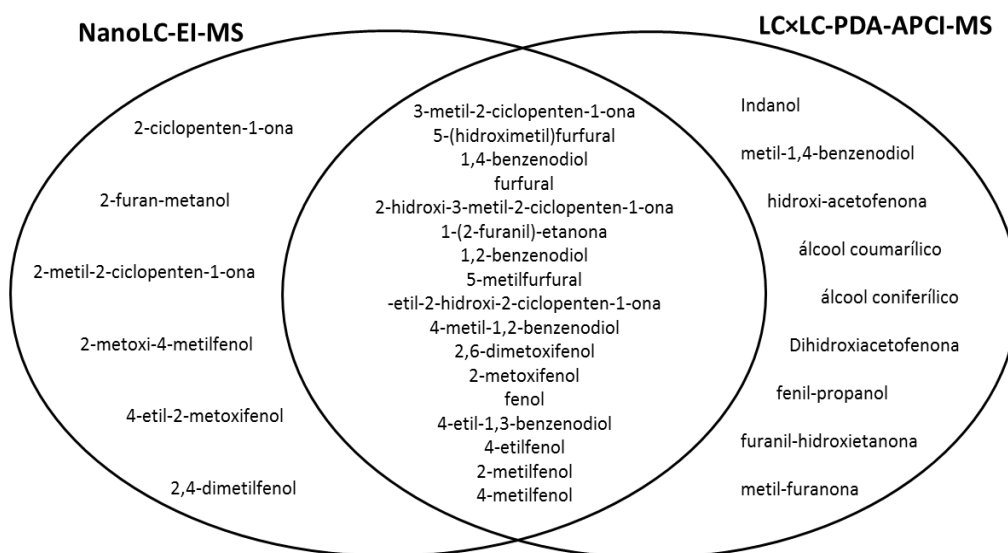 NanoLC-EI-MS
LC×LC-PDA-APCI-MS
2-ciclopenten-1-ona
2-furan-metanol
2-metil-2-ciclopenten-1-ona
2-metoxi-4-metilfenol
4-etil-2-metoxifenol
2,4-dimetilfenol
3-metil-2-ciclopenten-1-ona
5-(hidroximetil)furfural
1,4-benzenodiol
furfural
2-hidroxi-3-metil-2-ciclopenten-1-ona
1-(2-furanil)-etanona
1,2-benzenodiol
5-metilfurfural
-etil-2-hidroxi-2-ciclopenten-1-ona
4-metil-1,2-benzenodiol
2,6-dimetoxifenol
2-metoxifenol
fenol
4-etil-1,3-benzenodiol
4-etilfenol
2-metilfenol
4-metilfenol
Indanol
metil-1,4-benzenodiol
hidroxi-acetofenona
álcool coumarílico
álcool coniferílico
Dihidroxiacetofenona
fenil-propanol
furanil-hidroxietanona
metil-furanona